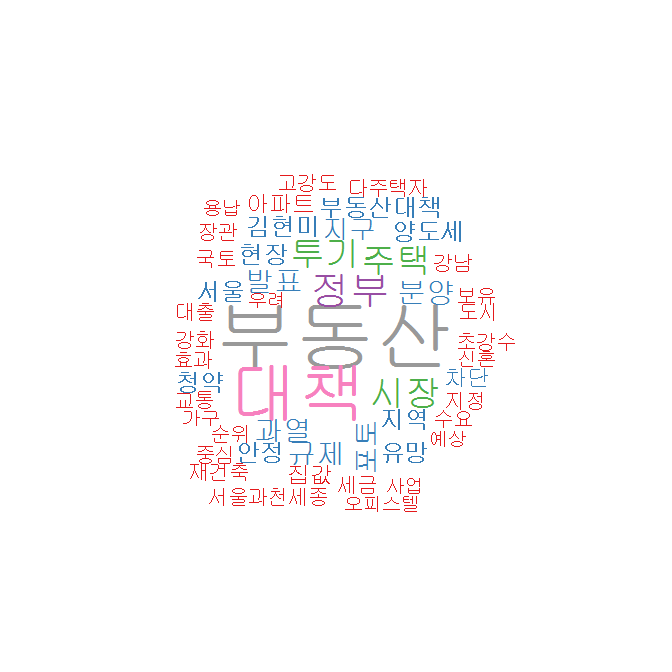 고강도 다주택자
용납 아파트 부동산대책
장관 김현미 지구 양도세
국토 현장 투기 주택 강남
발표 정부 분양
서울 우려 보유
대출 부동산 도시
강화 초강수
효과 신혼
청약 대책 시장 차단
교통 지정
가구 지역 수요
순위 과열 예상
중심 안정 규제 유망
재건축 집값 세금 사업
서울과천세종 오피스텔